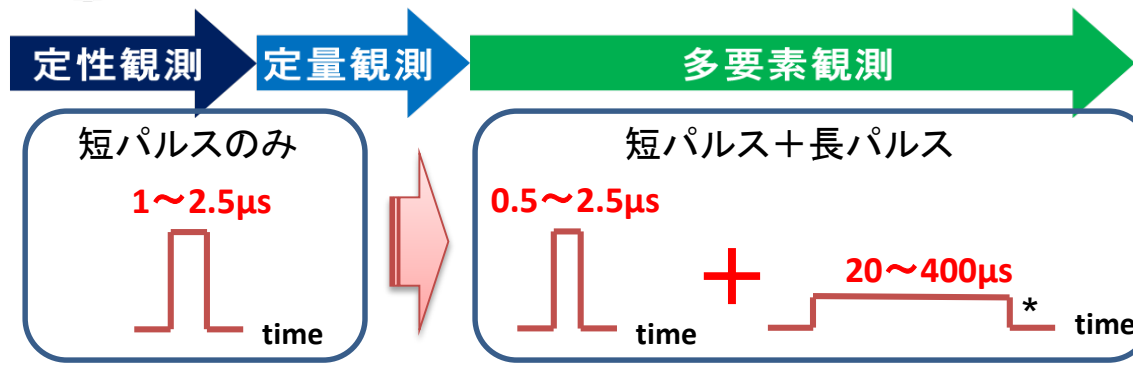 定性観測
定量観測
多要素観測
短パルスのみ
1～2.5μs
time
短パルス＋長パルス
0.5～2.5μs
time
+
20～400μs
*
time